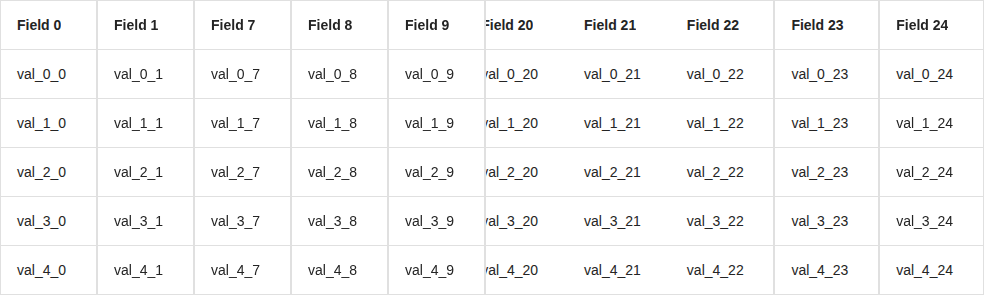 Field 0 Field 1 Field 7 Field 8 Field 9 Field 20 Field 21 Field 22 Field 23 Field 24
val_0_0 val_0_1 val_0_7 val_0_8 val_0_9 val_0_20 val_0_21 val_0_22 val_0_23 val_0_24
val_1_0 val_1_1 val_1_7 val_1_8 val_1_9 val_1_20 val_1_21 val_1_22 val_1_23 val_1_24
val_2_0 val_2_1 val_2_7 val_2_8 val_2_9 val_2_20 val_2_21 val_2_22 val_2_23 val_2_24
val_3_0 val_3_1 val_3_7 val_3_8 val_3_9 val_3_20 val_3_21 val_3_22 val_3_23 val_3_24
val_4_0 val_4_1 val_4_7 val_4_8 val_4_9 val_4_20 val_4_21 val_4_22 val_4_23 val_4_24